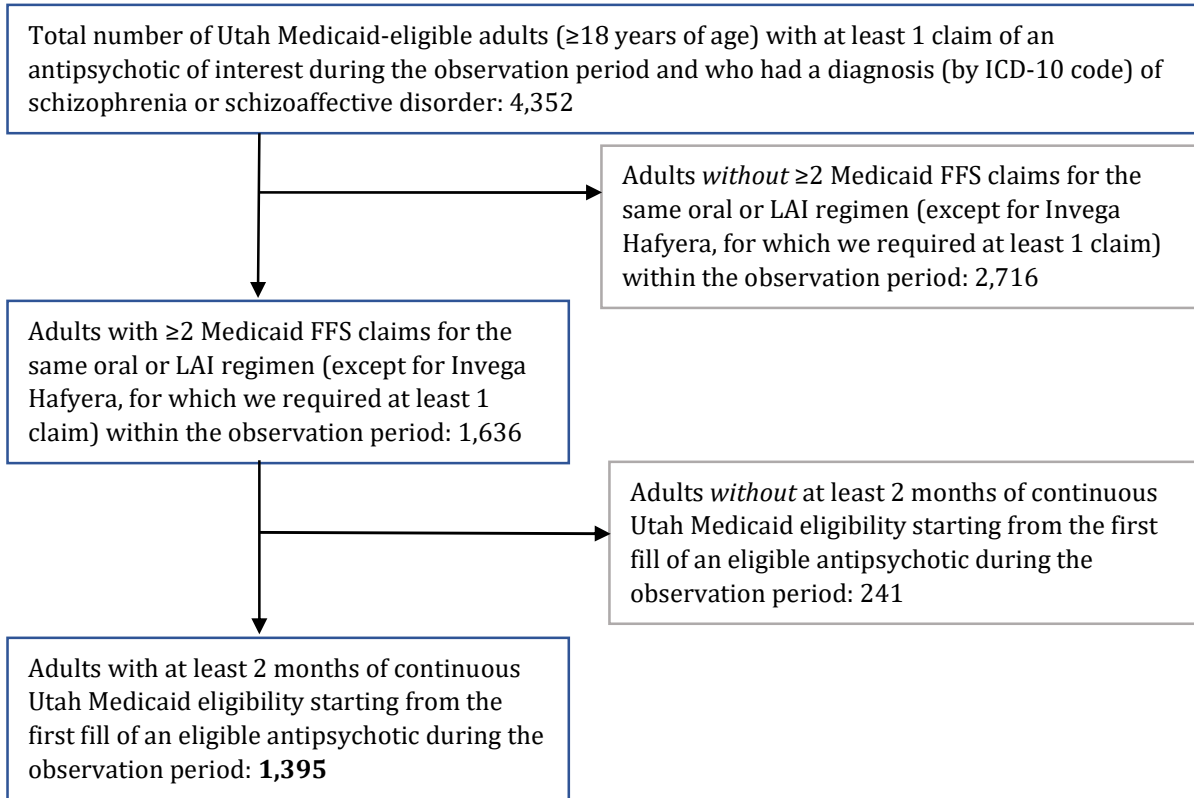 Total number of Utah Medicaid-eligible adults (≥18 years of age) with at least 1 claim of an
antipsychotic of interest during the observation period and who had a diagnosis (by ICD-10 code) of
schizophrenia or schizoaffective disorder: 4,352
Adults without ≥2 Medicaid FFS claims for the
same oral or LAI regimen (except for Invega
Hafyera, for which we required at least 1 claim)
within the observation period: 2,716
Adults with ≥2 Medicaid FFS claims for the
same oral or LAI regimen (except for Invega
Hafyera, for which we required at least 1
claim) within the observation period: 1,636
Adults without at least 2 months of continuous
Utah Medicaid eligibility starting from the first
fill of an eligible antipsychotic during the
observation period: 241
Adults with at least 2 months of continuous
Utah Medicaid eligibility starting from the
first fill of an eligible antipsychotic during the
observation period: 1,395